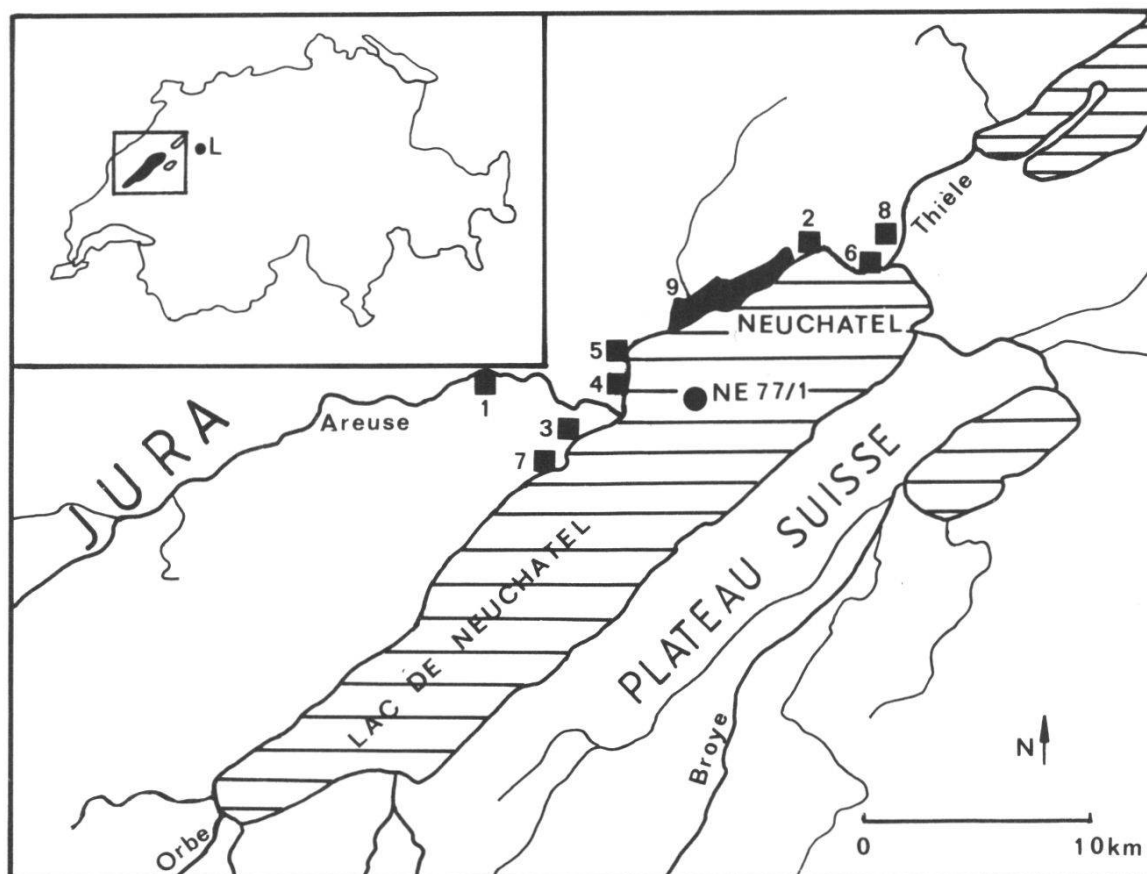 L
Thièle
2
8
6
9
NEUCHATEL
5
4
NE 77/1
1
Areuse
3
7
JURA
LAC DE NEUCHATEL
PLATEAU SUISSE
Broye
N
Orbe
0 10km